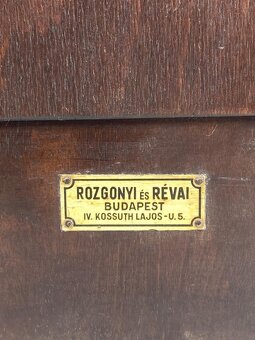 ROZGONYI ÉS RÉVAI
BUDAPEST
IV. KOSSUTH LAJOS-U. 5.